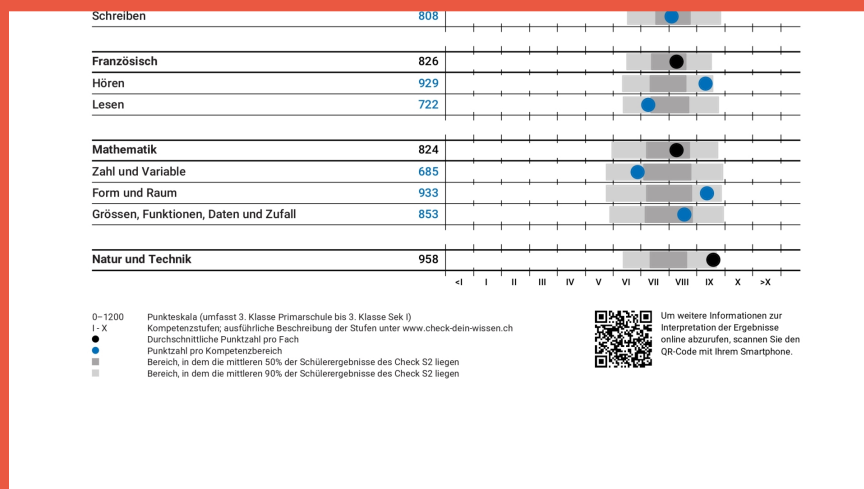 Schreiben 808
Französisch 826
Hören 929
Lesen 722
Mathematik 824
Zahl und Variable 685
Form und Raum 933
Grössen, Funktionen, Daten und Zufall 853
Natur und Technik 958
<I I II III IV V VI VII VIII IX X >X
0–1200 Punkteskala (umfasst 3. Klasse Primarschule bis 3. Klasse Sek I)
I - X Kompetenzstufen; ausführliche Beschreibung der Stufen unter www.check-dein-wissen.ch
Durchschnittliche Punktzahl pro Fach
Punktzahl pro Kompetenzbereich
Bereich, in dem die mittleren 50% der Schülerergebnisse des Check S2 liegen
Bereich, in dem die mittleren 90% der Schülerergebnisse des Check S2 liegen
Um weitere Informationen zur
Interpretation der Ergebnisse
online abzurufen, scannen Sie den
QR-Code mit Ihrem Smartphone.